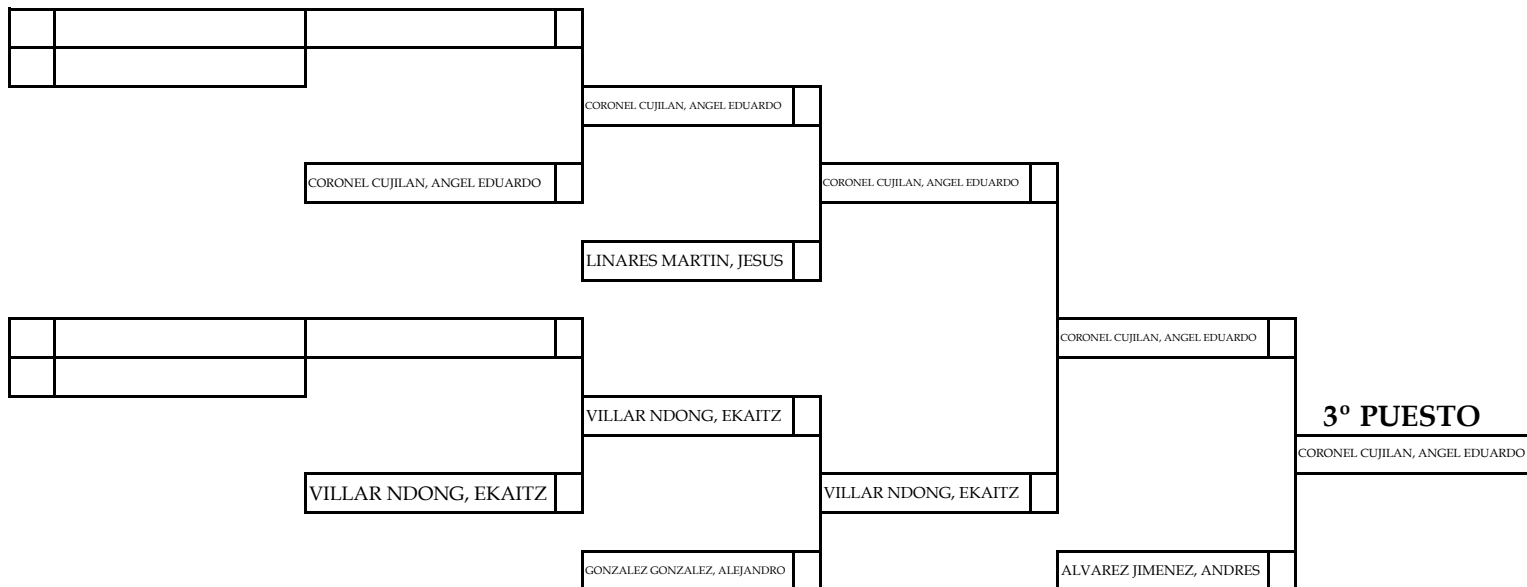 CORONEL CUJILAN, ANGEL EDUARDO
CORONEL CUJILAN, ANGEL EDUARDO
CORONEL CUJILAN, ANGEL EDUARDO
LINARES MARTIN, JESUS
CORONEL CUJILAN, ANGEL EDUARDO
VILLAR NDONG, EKAITZ
3º PUESTO
CORONEL CUJILAN, ANGEL EDUARDO
VILLAR NDONG, EKAITZ
VILLAR NDONG, EKAITZ
GONZALEZ GONZALEZ, ALEJANDRO
ALVAREZ JIMENEZ, ANDRES